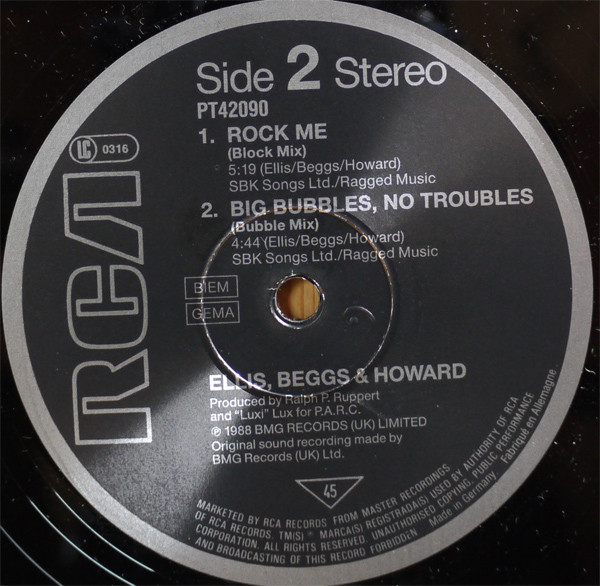 Side 2 Stereo
PT42090
LC 0316
1. ROCK ME
(Block Mix)
5:19 (Ellis/Beggs/Howard)
SBK Songs Ltd./Ragged Music
2. BIG BUBBLES, NO TROUBLES
(Bubble Mix)
4:44 (Ellis/Beggs/Howard)
SBK Songs Ltd./Ragged Music
RCA
BIEM
GEMA
ELLIS, BEGGS & HOWARD
Produced by Ralph P. Ruppert
and "Luxi" Lux for P.A.R.C.
℗ 1988 BMG RECORDS (UK) LIMITED
Original sound recording made by
BMG Records (UK) Ltd.
45
MARKETED BY RCA RECORDS FROM MASTER RECORDINGS
OF RCA RECORDS. TM(S) ® MARCA(S) REGISTRADA(S) USED BY AUTHORITY OF RCA
CORPORATION. ALL RIGHTS RESERVED. UNAUTHORISED COPYING, PUBLIC PERFORMANCE
AND BROADCASTING OF THIS RECORD FORBIDDEN Made in Germany Fabriqué en Allemagne